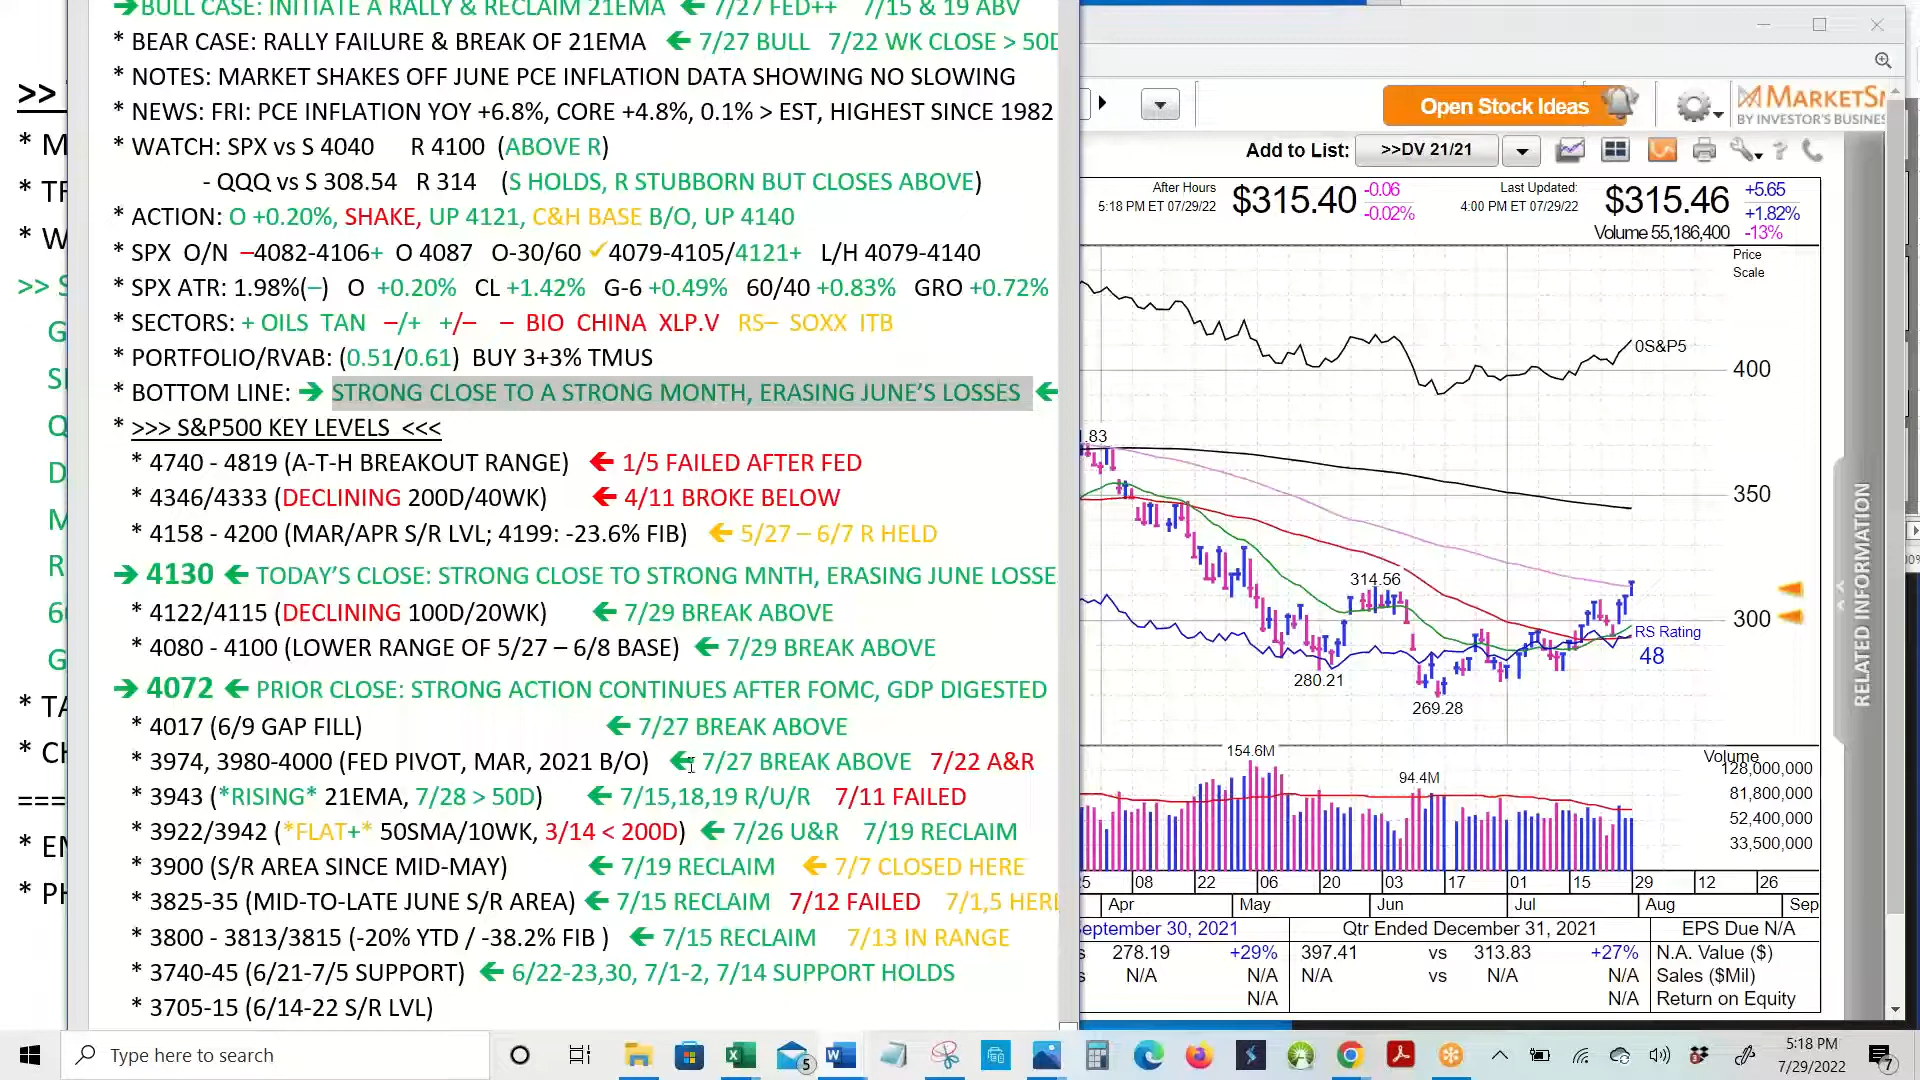 ➔BULL CASE: INITIATE A RALLY & RECLAIM 21EMA ← 7/27 FED++ 7/15 & 19 ABV
* BEAR CASE: RALLY FAILURE & BREAK OF 21EMA ← 7/27 BULL 7/22 WK CLOSE > 50D
* NOTES: MARKET SHAKES OFF JUNE PCE INFLATION DATA SHOWING NO SLOWING
* NEWS: FRI: PCE INFLATION YOY +6.8%, CORE +4.8%, 0.1% > EST, HIGHEST SINCE 1982
* WATCH: SPX vs S 4040 R 4100 (ABOVE R)
- QQQ vs S 308.54 R 314 (S HOLDS, R STUBBORN BUT CLOSES ABOVE)
* ACTION: O +0.20%, SHAKE, UP 4121, C&H BASE B/O, UP 4140
* SPX O/N –4082-4106+ O 4087 O-30/60 ✓4079-4105/4121+ L/H 4079-4140
* SPX ATR: 1.98%(–) O +0.20% CL +1.42% G-6 +0.49% 60/40 +0.83% GRO +0.72%
* SECTORS: + OILS TAN –/+ +/– – BIO CHINA XLP.V RS– SOXX ITB
* PORTFOLIO/RVAB: (0.51/0.61) BUY 3+3% TMUS
* BOTTOM LINE: ➔ STRONG CLOSE TO A STRONG MONTH, ERASING JUNE'S LOSSES ←
* >>> S&P500 KEY LEVELS <<<
* 4740 - 4819 (A-T-H BREAKOUT RANGE) ← 1/5 FAILED AFTER FED
* 4346/4333 (DECLINING 200D/40WK) ← 4/11 BROKE BELOW
* 4158 - 4200 (MAR/APR S/R LVL; 4199: -23.6% FIB) ← 5/27 – 6/7 R HELD
➔ 4130 ← TODAY'S CLOSE: STRONG CLOSE TO STRONG MNTH, ERASING JUNE LOSSE
* 4122/4115 (DECLINING 100D/20WK) ← 7/29 BREAK ABOVE
* 4080 - 4100 (LOWER RANGE OF 5/27 – 6/8 BASE) ← 7/29 BREAK ABOVE
➔ 4072 ← PRIOR CLOSE: STRONG ACTION CONTINUES AFTER FOMC, GDP DIGESTED
* 4017 (6/9 GAP FILL) ← 7/27 BREAK ABOVE
* 3974, 3980-4000 (FED PIVOT, MAR, 2021 B/O) ← 7/27 BREAK ABOVE 7/22 A&R
* 3943 (*RISING* 21EMA, 7/28 > 50D) ← 7/15,18,19 R/U/R 7/11 FAILED
* 3922/3942 (*FLAT+* 50SMA/10WK, 3/14 < 200D) ← 7/26 U&R 7/19 RECLAIM
* 3900 (S/R AREA SINCE MID-MAY) ← 7/19 RECLAIM ← 7/7 CLOSED HERE
* 3825-35 (MID-TO-LATE JUNE S/R AREA) ← 7/15 RECLAIM 7/12 FAILED 7/1,5 HERE
* 3800 - 3813/3815 (-20% YTD / -38.2% FIB ) ← 7/15 RECLAIM 7/13 IN RANGE
* 3740-45 (6/21-7/5 SUPPORT) ← 6/22-23,30, 7/1-2, 7/14 SUPPORT HOLDS
* 3705-15 (6/14-22 S/R LVL)
>>
* M
* TF
* W
>> S
G
SI
Q
D
M
R
60
G
* TA
* CH
====
* EN
* PH
Open Stock Ideas
MARKETSM
BY INVESTOR'S BUSINES
Add to List: >>DV 21/21
After Hours
5:18 PM ET 07/29/22
$315.40
-0.06
-0.02%
Last Updated:
4:00 PM ET 07/29/22
$315.46
+5.65
+1.82%
Volume 55,186,400 -13%
Price
Scale
0S&P5
400
.83
350
314.56
300
RS Rating
48
280.21
269.28
RELATED INFORMATION
154.6M
94.4M
Volume
128,000,000
81,800,000
52,400,000
33,500,000
25 08 22 06 20 03 17 01 15 29 12 26
Apr May Jun Jul Aug Sep
September 30, 2021 Qtr Ended December 31, 2021 EPS Due N/A
s 278.19 +29% 397.41 vs 313.83 +27% N.A. Value ($)
s N/A N/A N/A vs N/A N/A Sales ($Mil)
N/A N/A Return on Equity
Type here to search
5
5:18 PM
7/29/2022
7